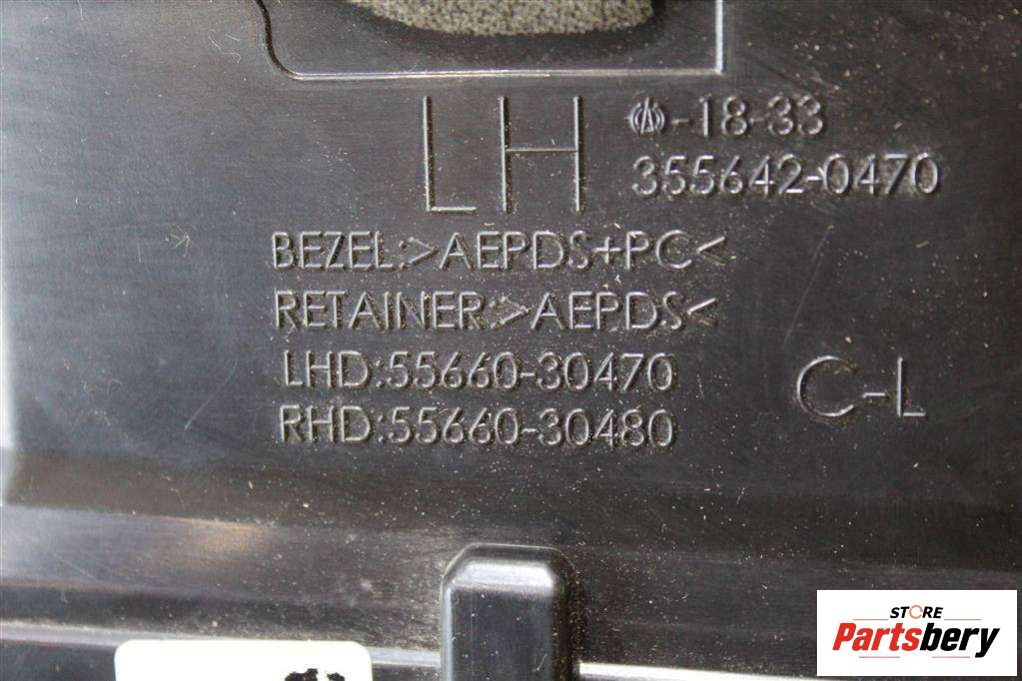 LH
-18-33
355642-0470
BEZEL:>AEPDS+PC<
RETAINER:>AEPDS<
LHD:55660-30470
RHD:55660-30480
C-L
STORE
Partsbery